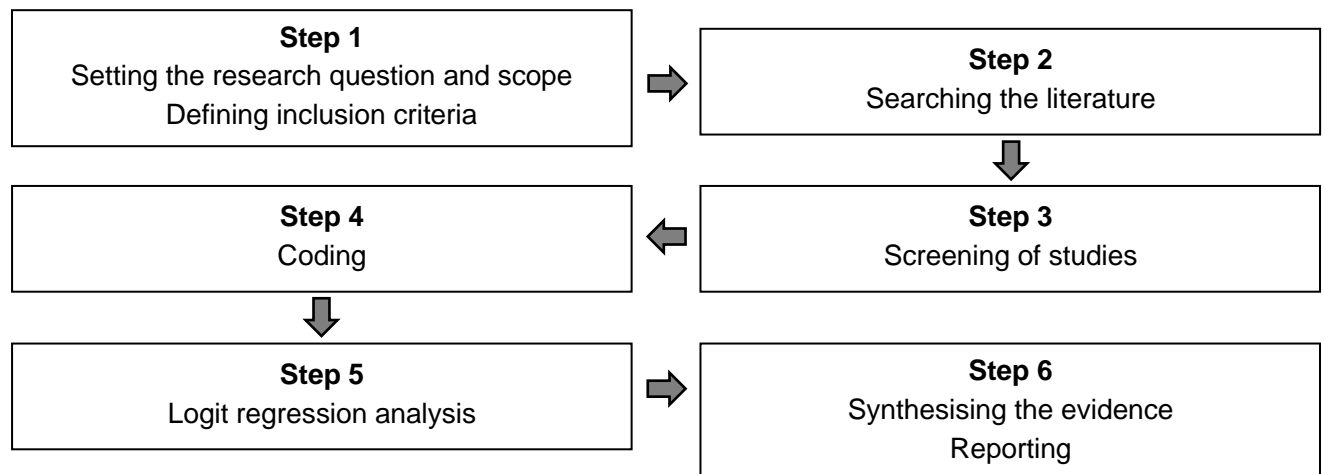 Step 1
Setting the research question and scope
Defining inclusion criteria
Step 2
Searching the literature
Step 3
Screening of studies
Step 4
Coding
Step 5
Logit regression analysis
Step 6
Synthesising the evidence
Reporting